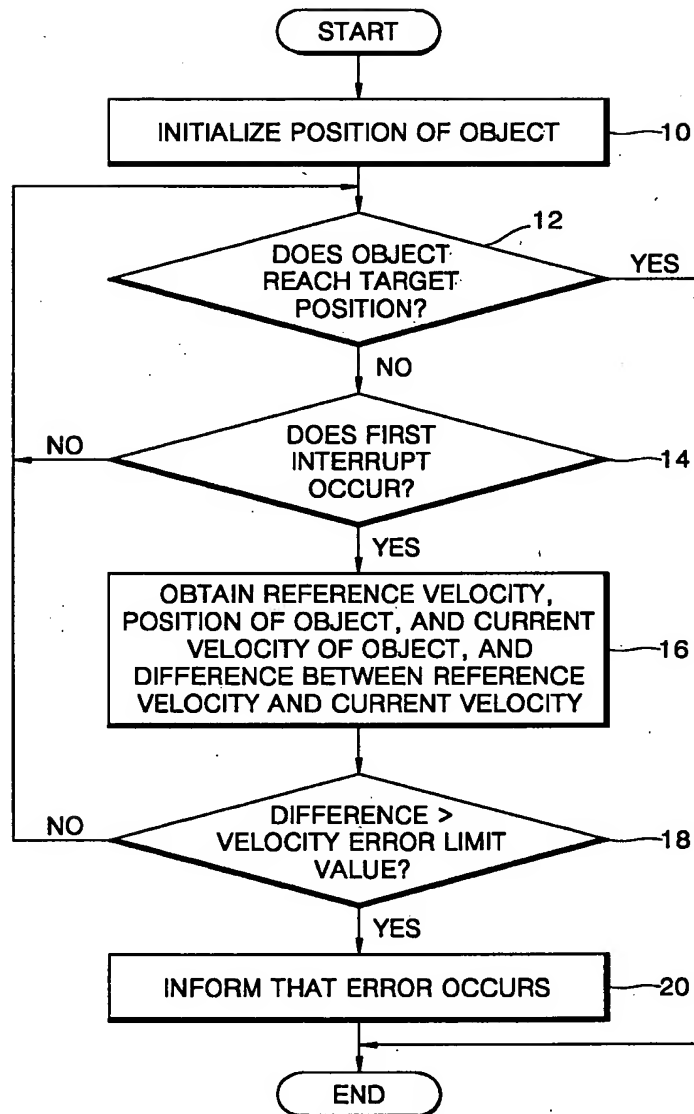 START
INITIALIZE POSITION OF OBJECT
10
12
DOES OBJECT
REACH TARGET
POSITION?
YES
NO
DOES FIRST
INTERRUPT
OCCUR?
NO
14
YES
OBTAIN REFERENCE VELOCITY,
POSITION OF OBJECT, AND CURRENT
VELOCITY OF OBJECT, AND
DIFFERENCE BETWEEN REFERENCE
VELOCITY AND CURRENT VELOCITY
16
DIFFERENCE >
VELOCITY ERROR LIMIT
VALUE?
NO
18
YES
INFORM THAT ERROR OCCURS
20
END